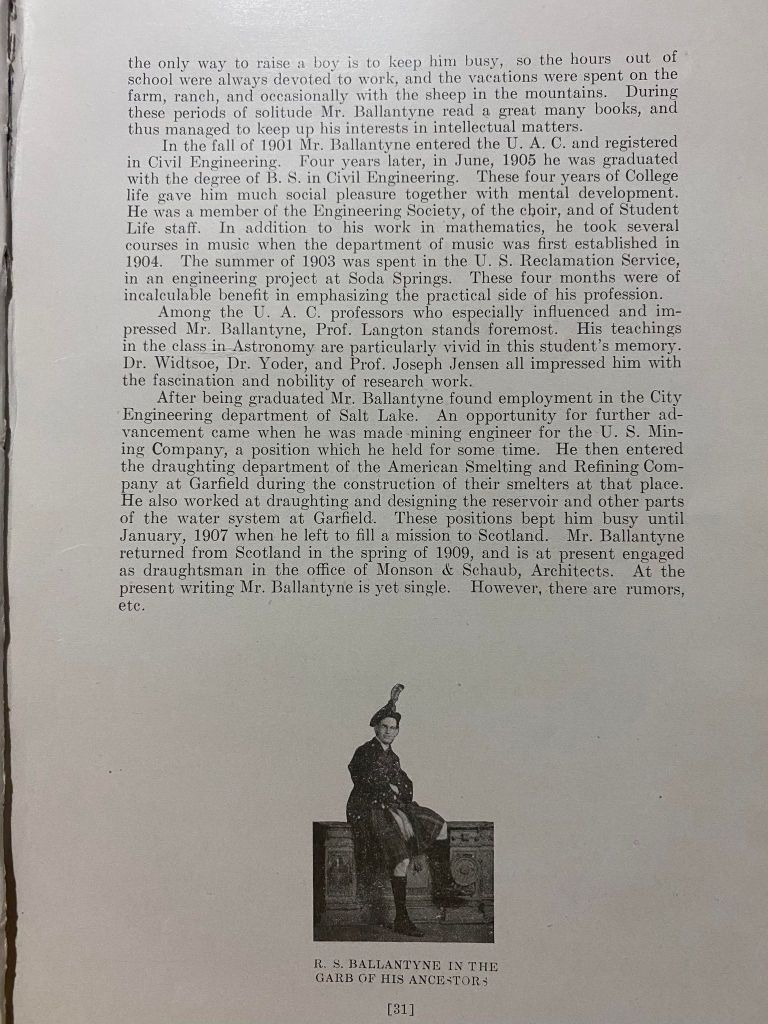 the only way to raise a boy is to keep him busy, so the hours out of
school were always devoted to work, and the vacations were spent on the
farm, ranch, and occasionally with the sheep in the mountains. During
these periods of solitude Mr. Ballantyne read a great many books, and
thus managed to keep up his interests in intellectual matters.
In the fall of 1901 Mr. Ballantyne entered the U. A. C. and registered
in Civil Engineering. Four years later, in June, 1905 he was graduated
with the degree of B. S. in Civil Engineering. These four years of College
life gave him much social pleasure together with mental development.
He was a member of the Engineering Society, of the choir, and of Student
Life staff. In addition to his work in mathematics, he took several
courses in music when the department of music was first established in
1904. The summer of 1903 was spent in the U. S. Reclamation Service,
in an engineering project at Soda Springs. These four months were of
incalculable benefit in emphasizing the practical side of his profession.
Among the U. A. C. professors who especially influenced and im-
pressed Mr. Ballantyne, Prof. Langton stands foremost. His teachings
in the class in Astronomy are particularly vivid in this student's memory.
Dr. Widtsoe, Dr. Yoder, and Prof. Joseph Jensen all impressed him with
the fascination and nobility of research work.
After being graduated Mr. Ballantyne found employment in the City
Engineering department of Salt Lake. An opportunity for further ad-
vancement came when he was made mining engineer for the U. S. Min-
ing Company, a position which he held for some time. He then entered
the draughting department of the American Smelting and Refining Com-
pany at Garfield during the construction of their smelters at that place.
He also worked at draughting and designing the reservoir and other parts
of the water system at Garfield. These positions bept him busy until
January, 1907 when he left to fill a mission to Scotland. Mr. Ballantyne
returned from Scotland in the spring of 1909, and is at present engaged
as draughtsman in the office of Monson & Schaub, Architects. At the
present writing Mr. Ballantyne is yet single. However, there are rumors,
etc.
R. S. BALLANTYNE IN THE
GARB OF HIS ANCESTORS
[31]